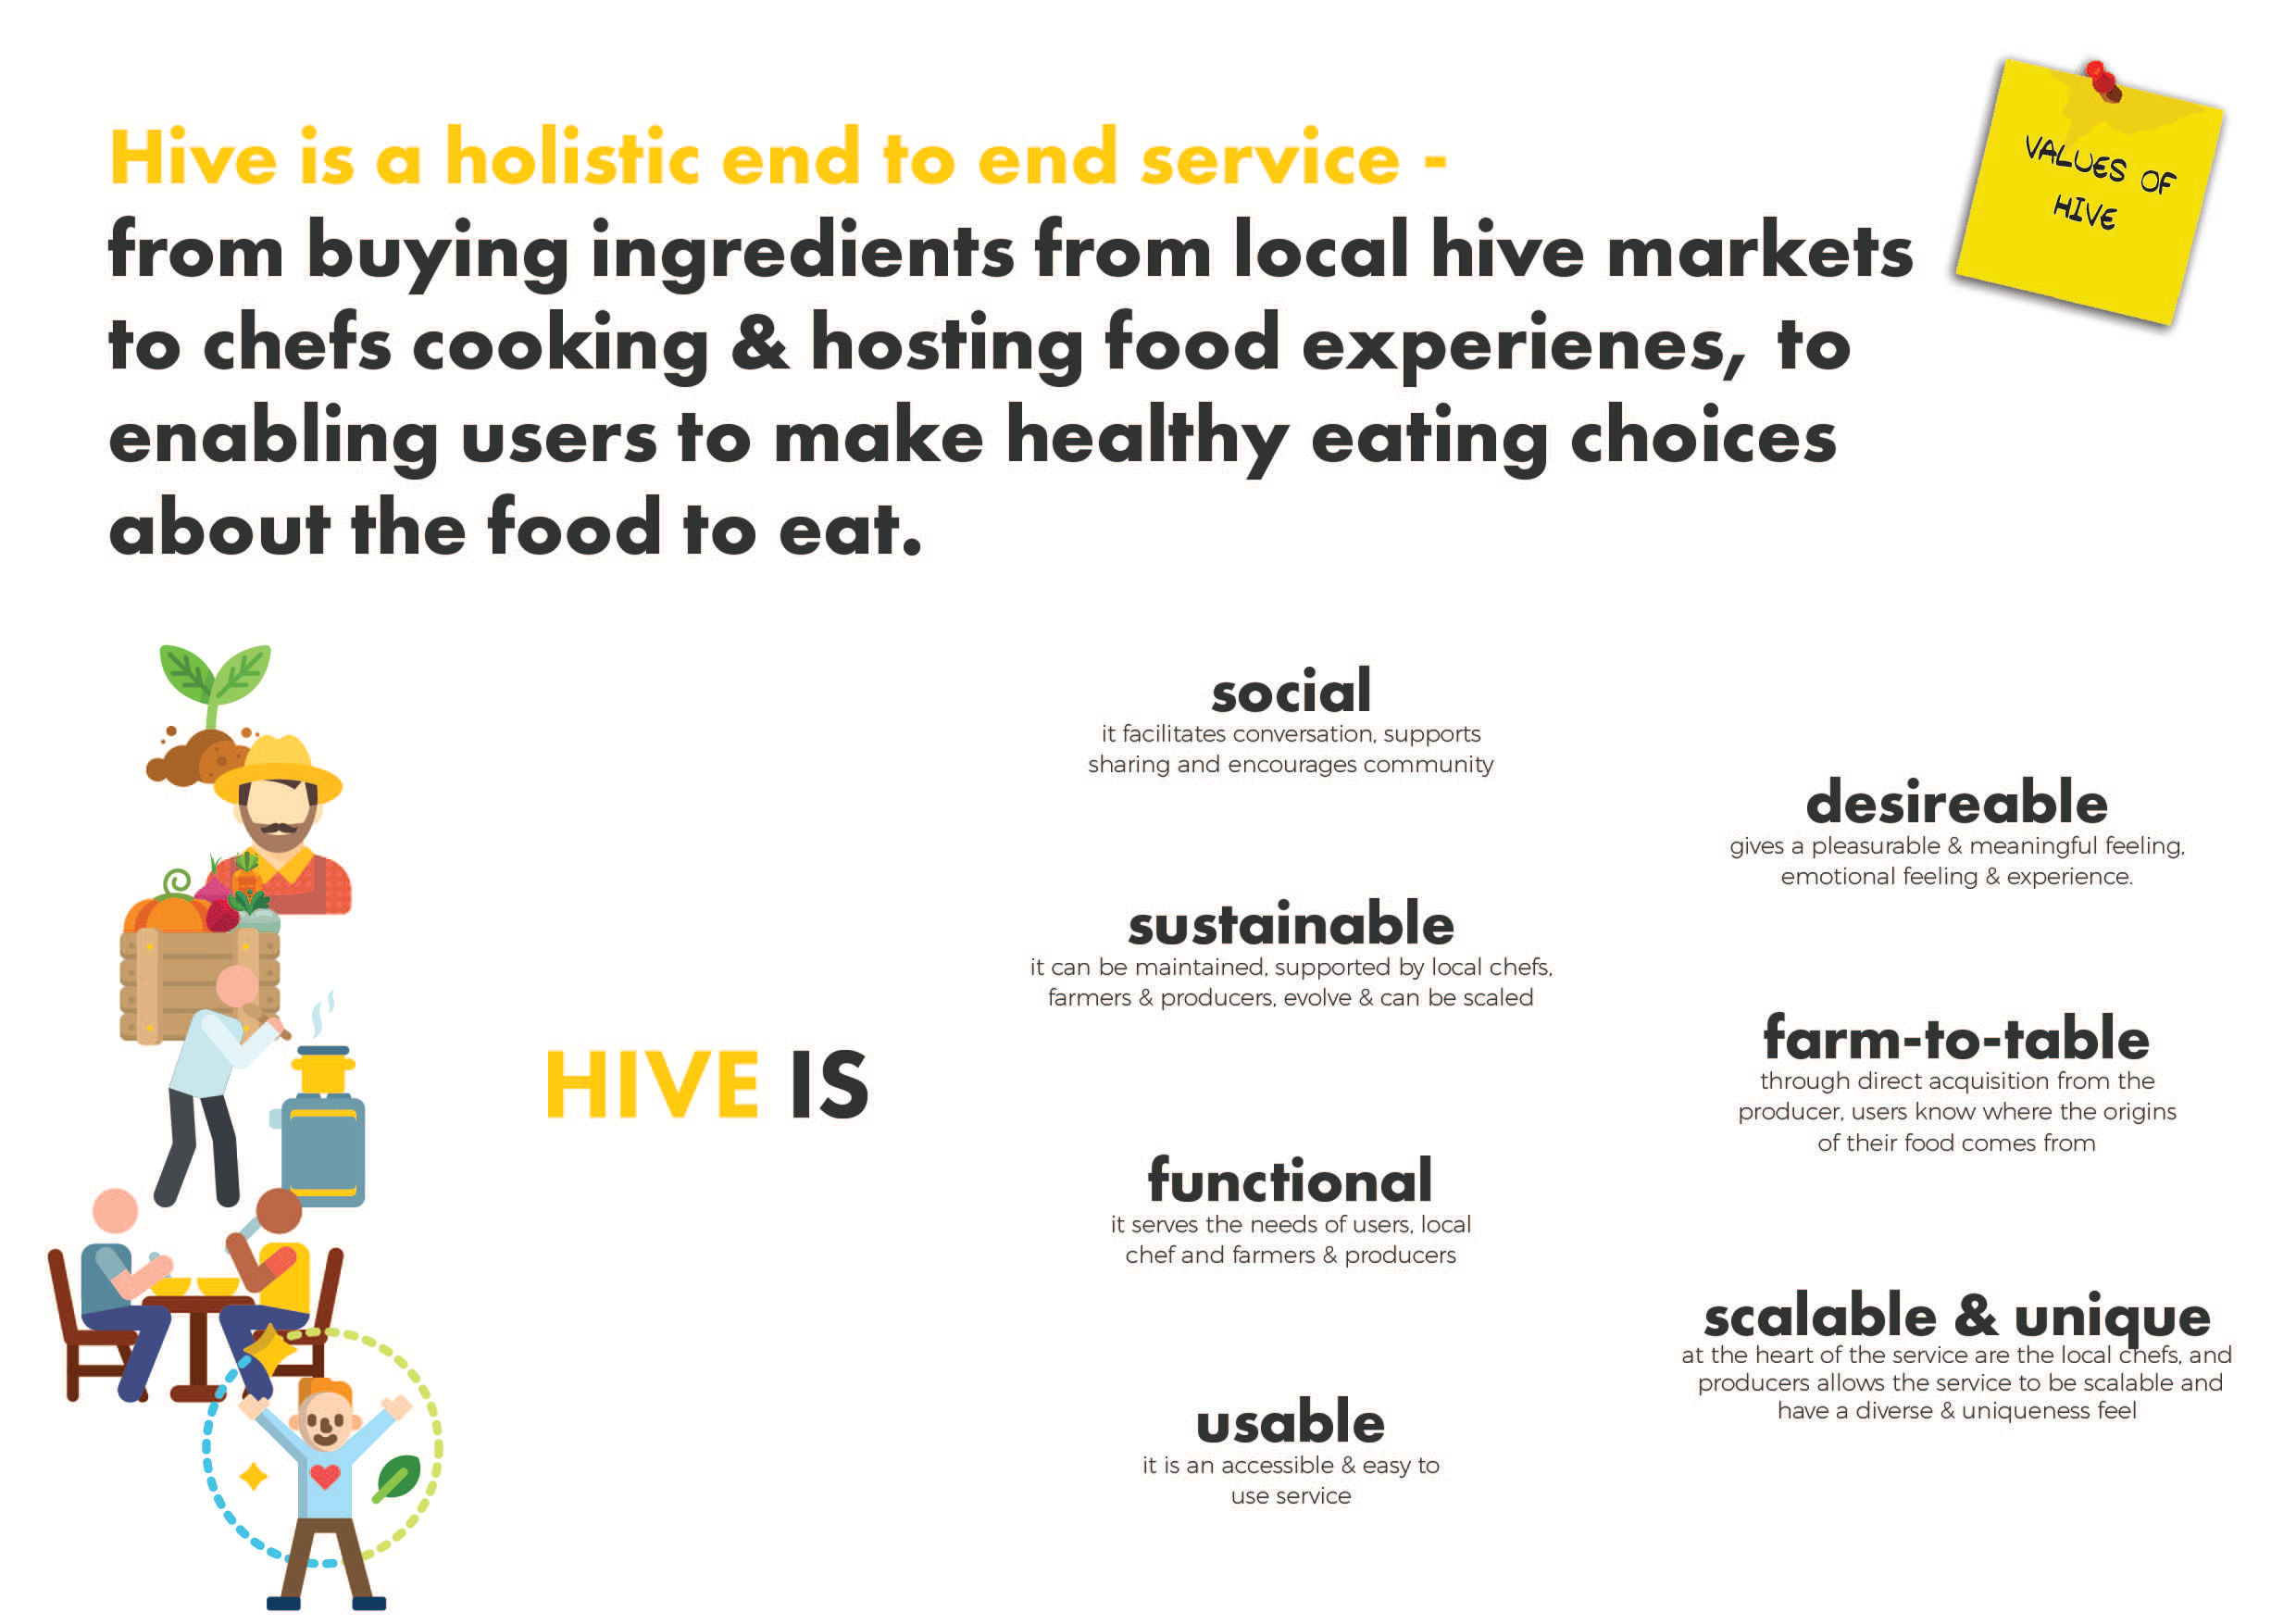 Hive is a holistic end to end service -
from buying ingredients from local hive markets
to chefs cooking & hosting food experienes, to
enabling users to make healthy eating choices
about the food to eat.
VALUES OF
HIVE
HIVE IS
social
it facilitates conversation, supports
sharing and encourages community
sustainable
it can be maintained, supported by local chefs,
farmers & producers, evolve & can be scaled
functional
it serves the needs of users, local
chef and farmers & producers
usable
it is an accessible & easy to
use service
desireable
gives a pleasurable & meaningful feeling,
emotional feeling & experience.
farm-to-table
through direct acquisition from the
producer, users know where the origins
of their food comes from
scalable & unique
at the heart of the service are the local chefs, and
producers allows the service to be scalable and
have a diverse & uniqueness feel